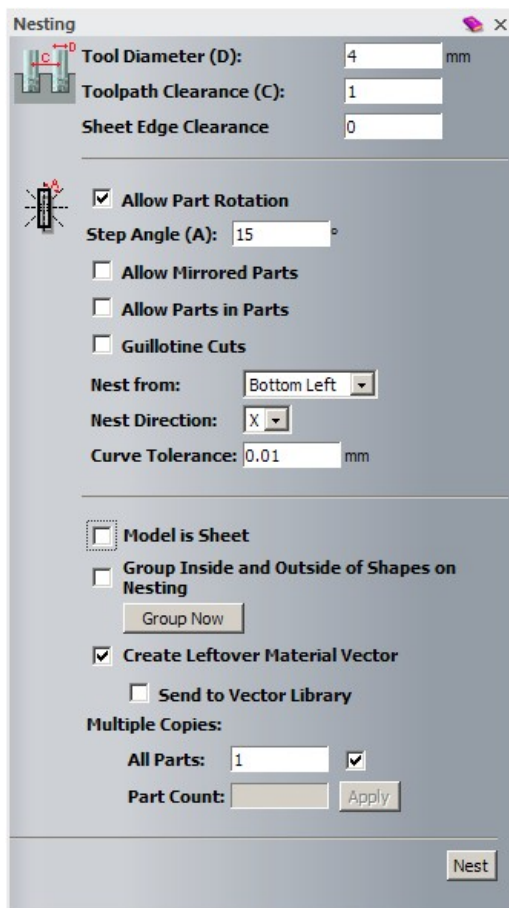 Nesting
D
C
Tool Diameter (D): 4 mm
Toolpath Clearance (C): 1
Sheet Edge Clearance 0
A
Allow Part Rotation
Step Angle (A): 15 °
Allow Mirrored Parts
Allow Parts in Parts
Guillotine Cuts
Nest from: Bottom Left
Nest Direction: X
Curve Tolerance: 0.01 mm
Model is Sheet
Group Inside and Outside of Shapes on
Nesting
Group Now
Create Leftover Material Vector
Send to Vector Library
Multiple Copies:
All Parts: 1
Part Count: Apply
Nest